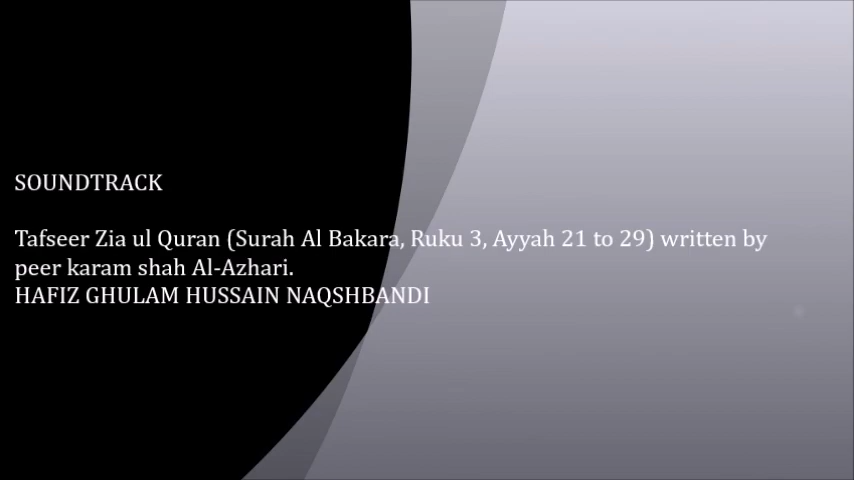 SOUNDTRACK
Tafseer Zia ul Quran (Surah Al Bakara, Ruku 3, Ayyah 21 to 29) written by
peer karam shah Al-Azhari.
HAFIZ GHULAM HUSSAIN NAQSHBANDI